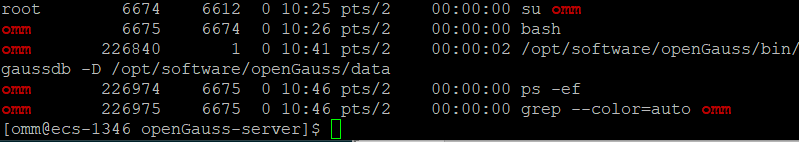 root        6674    6612  0 10:25 pts/2    00:00:00 su omm
omm         6675    6674  0 10:26 pts/2    00:00:00 bash
omm       226840       1  0 10:41 pts/2    00:00:02 /opt/software/openGauss/bin/
gaussdb -D /opt/software/openGauss/data
omm       226974    6675  0 10:46 pts/2    00:00:00 ps -ef
omm       226975    6675  0 10:46 pts/2    00:00:00 grep --color=auto omm
[omm@ecs-1346 openGauss-server]$